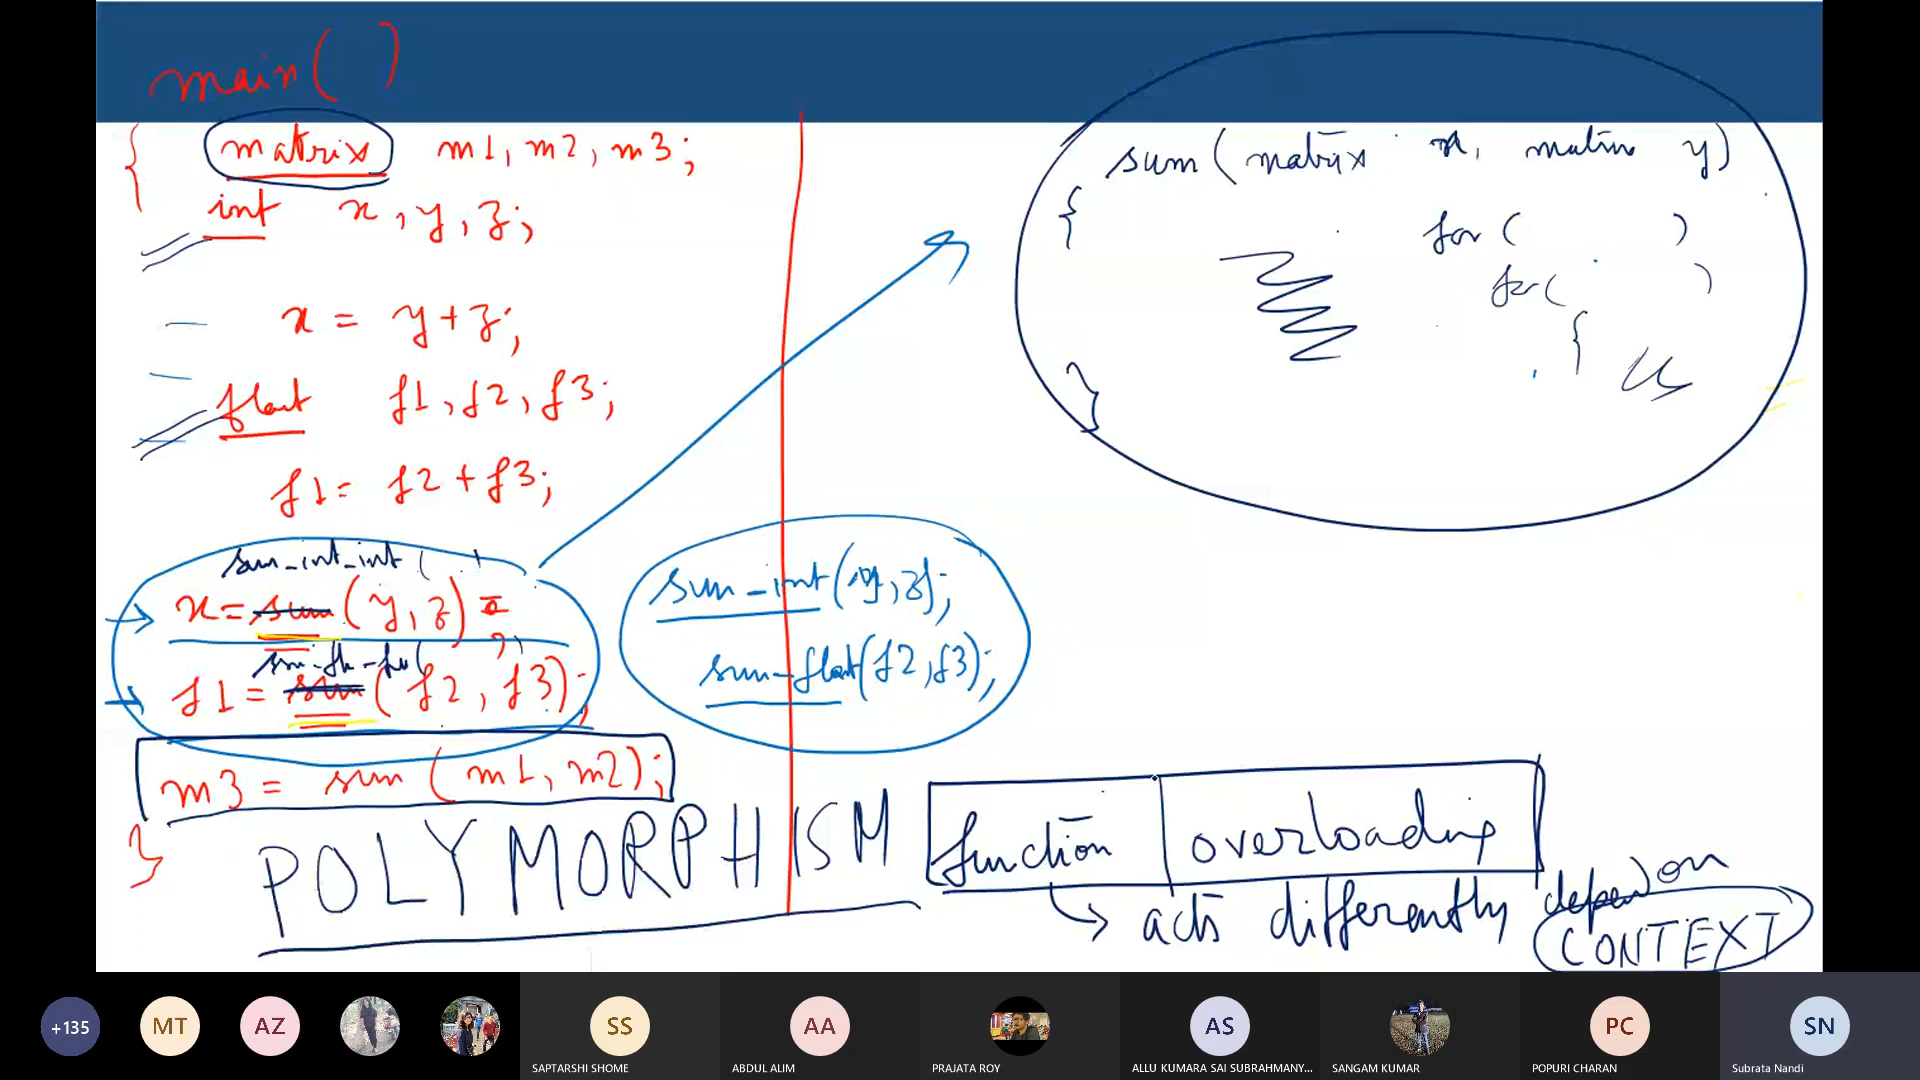 main( )
{ matrix m1, m2, m3;
int x, y, z;
x = y + z;
float f1, f2, f3;
f1 = f2 + f3;
sum_int_int (
x = sum (y, z) ;
f1 = sum ( f2 , f3 ) ;
m3 = sum ( m1, m2 ) ;
}
sum_int(y, z);
sum_float(f2, f3);
sum ( matrix x, matrix y )
{
for ( )
for ( )
{
}
POLYMORPHISM
function overloading
acts differently depend on
CONTEXT
+135
MT
AZ
SS
SAPTARSHI SHOME
AA
ABDUL ALIM
PRAJATA ROY
AS
ALLU KUMARA SAI SUBRAHMANY...
SANGAM KUMAR
PC
POPURI CHARAN
SN
Subrata Nandi